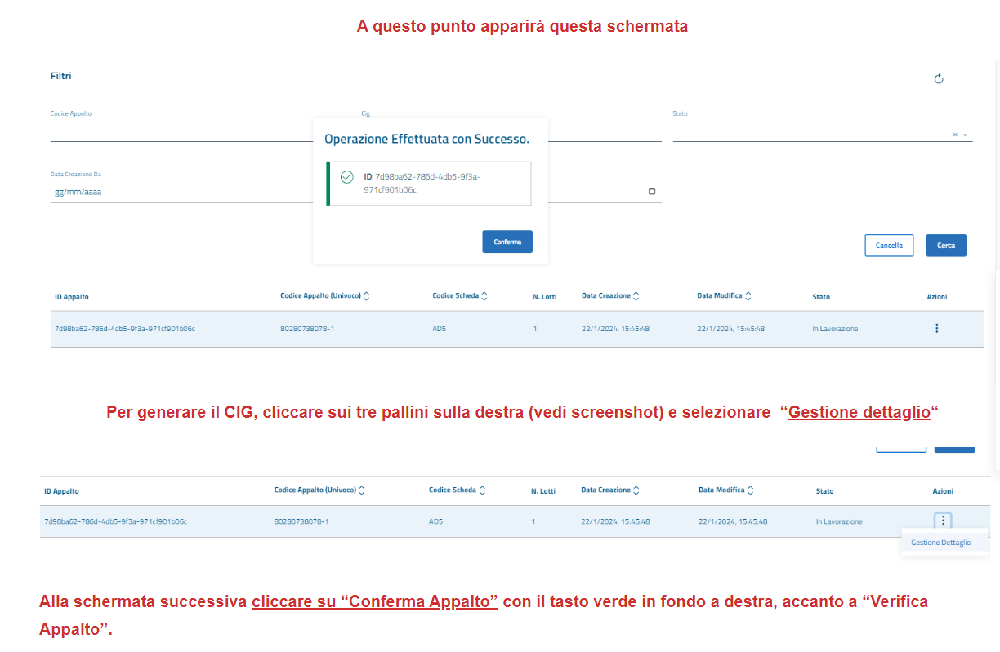 A questo punto apparirà questa schermata
Filtri
Codice Appalto
Cig
Stato
Operazione Effettuata con Successo.
ID: 7d98ba62-786d-4db5-9f3a-
971cf901b06c
Data Creazione Da
gg/mm/aaaa
Conferma
Cancella
Cerca
ID Appalto Codice Appalto (Univoco) Codice Scheda N. Lotti Data Creazione Data Modifica Stato Azioni
7d98ba62-786d-4db5-9f3a-971cf901b06c 80280738078-1 AD5 1 22/1/2024, 15:45:48 22/1/2024, 15:45:48 In Lavorazione
Per generare il CIG, cliccare sui tre pallini sulla destra (vedi screenshot) e selezionare “Gestione dettaglio“
ID Appalto Codice Appalto (Univoco) Codice Scheda N. Lotti Data Creazione Data Modifica Stato Azioni
7d98ba62-786d-4db5-9f3a-971cf901b06c 80280738078-1 AD5 1 22/1/2024, 15:45:48 22/1/2024, 15:45:48 In Lavorazione
Gestione Dettaglio
Alla schermata successiva cliccare su “Conferma Appalto” con il tasto verde in fondo a destra, accanto a “Verifica
Appalto”.